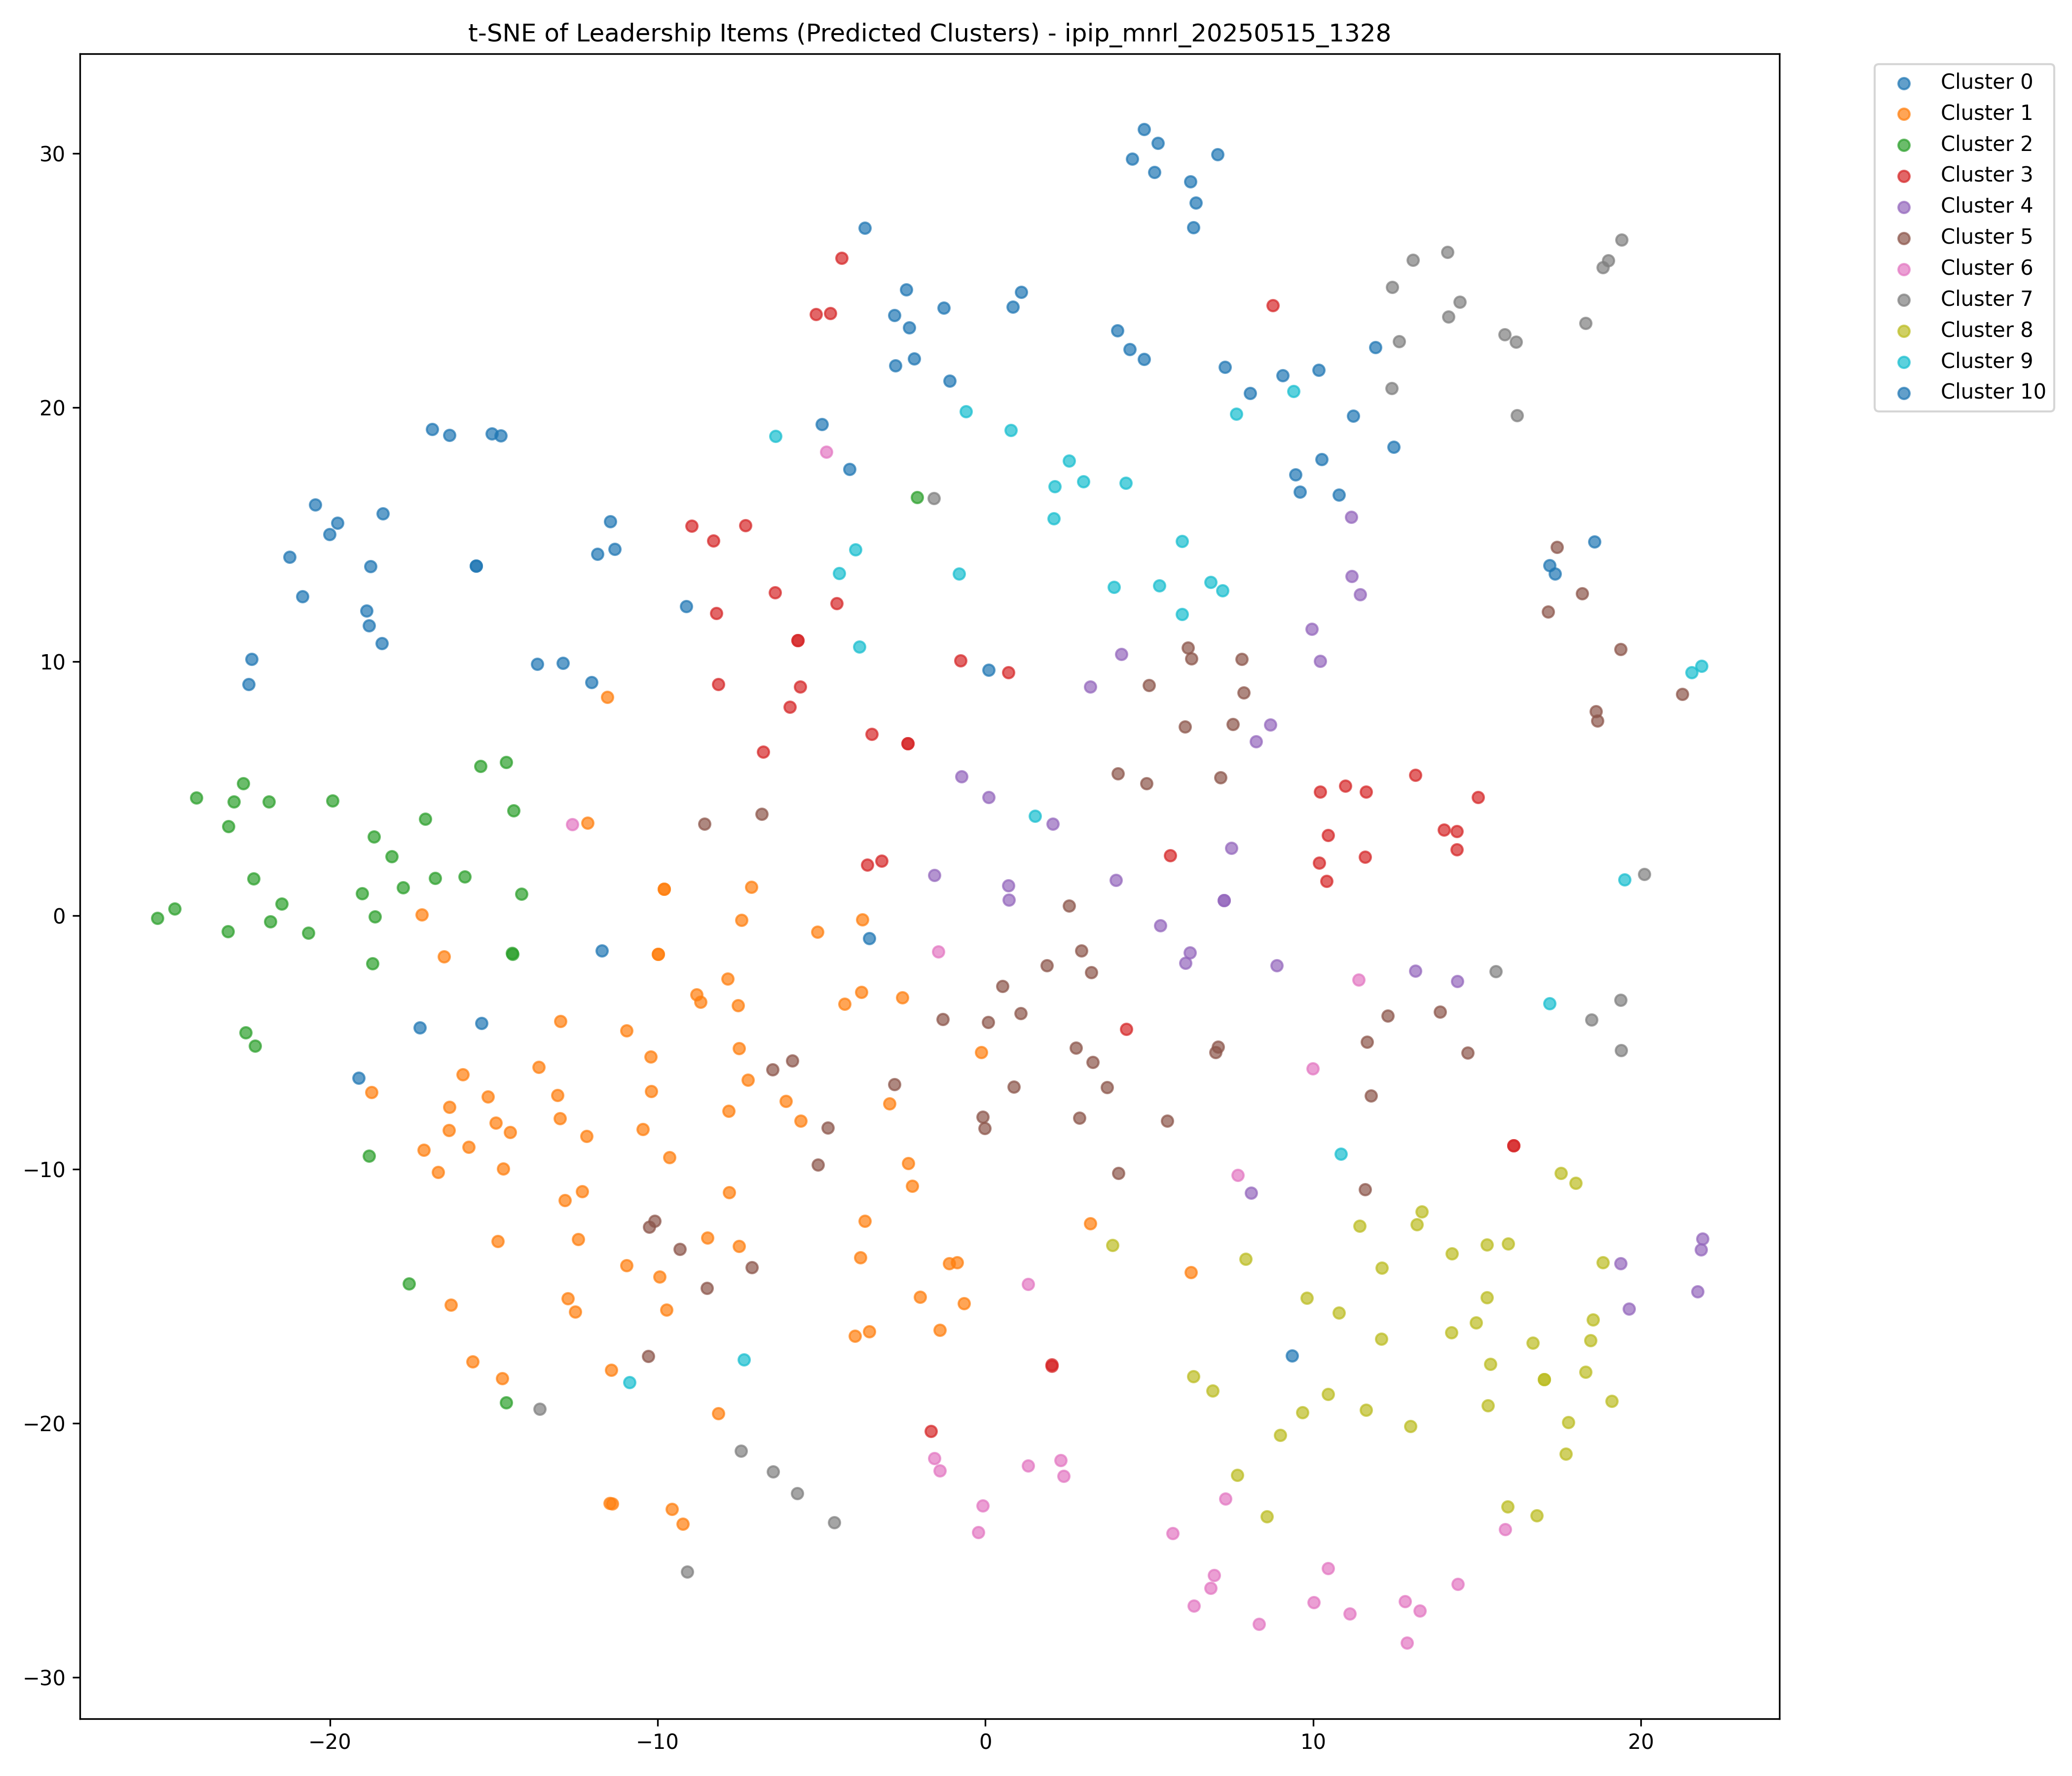 t-SNE of Leadership Items (Predicted Clusters) - ipip_mnrl_20250515_1328
Cluster 0
Cluster 1
Cluster 2
Cluster 3
Cluster 4
Cluster 5
Cluster 6
Cluster 7
Cluster 8
Cluster 9
Cluster 10
30
20
10
0
−10
−20
−30
−20
−10
0
10
20